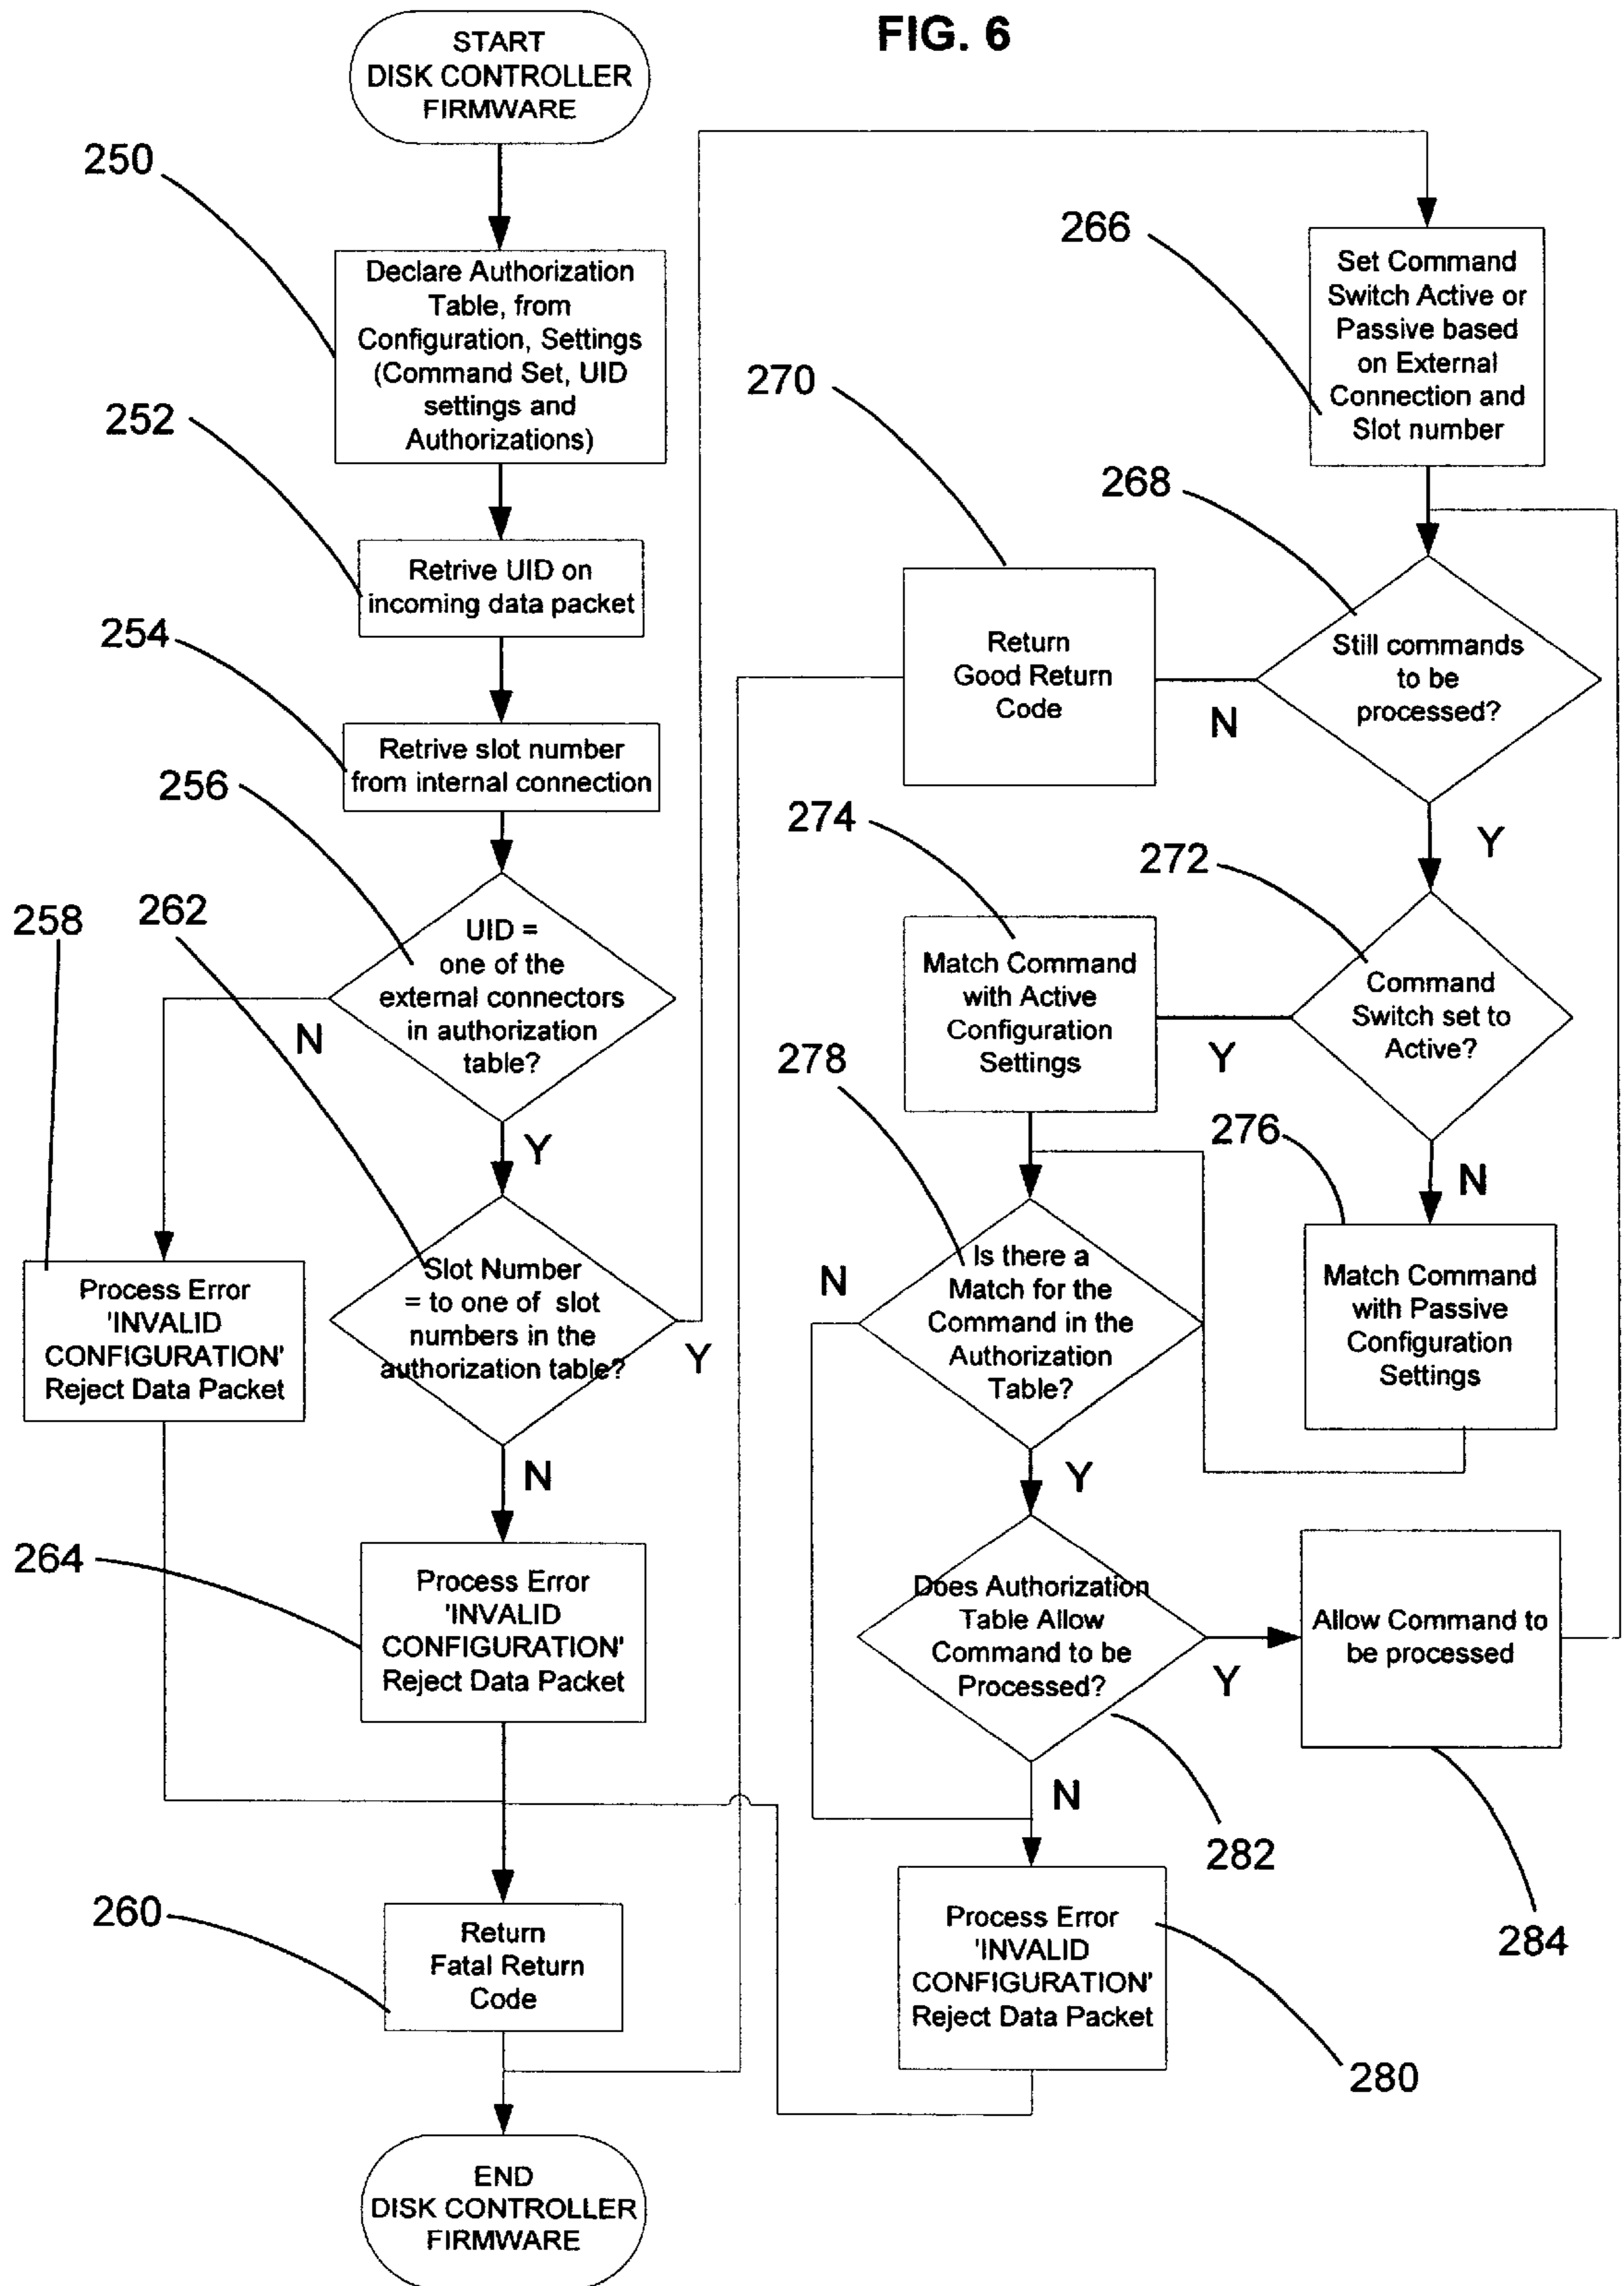 FIG. 6
START
DISK CONTROLLER
FIRMWARE
250
Declare Authorization
Table, from
Configuration, Settings
(Command Set, UID
settings and
Authorizations)
252
Retrive UID on
incoming data packet
254
Retrive slot number
from internal connection
256
UID =
one of the
external connectors
in authorization
table?
N
Y
258
Process Error
'INVALID
CONFIGURATION'
Reject Data Packet
262
Slot Number
= to one of slot
numbers in the
authorization table?
Y
N
264
Process Error
'INVALID
CONFIGURATION'
Reject Data Packet
260
Return
Fatal Return
Code
END
DISK CONTROLLER
FIRMWARE
266
Set Command
Switch Active or
Passive based
on External
Connection and
Slot number
268
Still commands
to be
processed?
N
Y
270
Return
Good Return
Code
272
Command
Switch set to
Active?
Y
N
274
Match Command
with Active
Configuration
Settings
276
Match Command
with Passive
Configuration
Settings
278
Is there a
Match for the
Command in the
Authorization
Table?
N
Y
Does Authorization
Table Allow
Command to be
Processed?
Y
N
282
Allow Command to
be processed
284
Process Error
'INVALID
CONFIGURATION'
Reject Data Packet
280